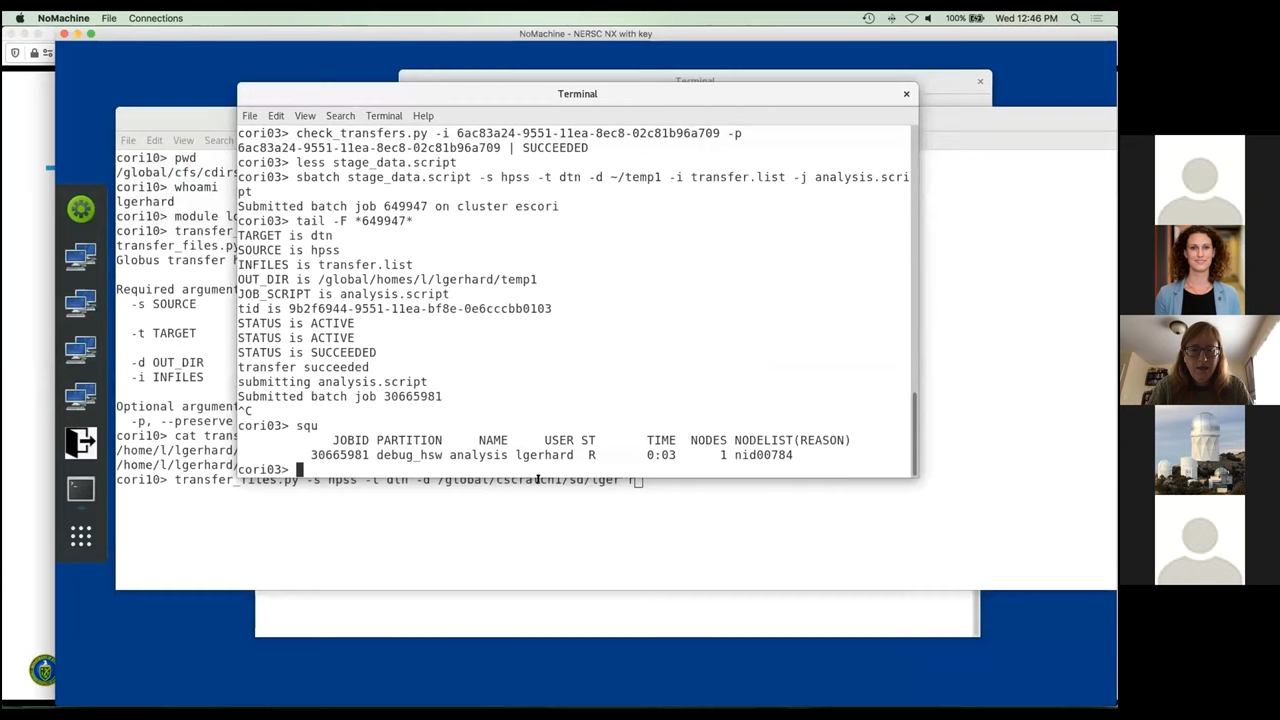 NoMachine File Connections
100% Wed 12:46 PM
NoMachine - NERSC NX with key
Terminal
Terminal
File Edit View Search Terminal Help
cori03> check_transfers.py -i 6ac83a24-9551-11ea-8ec8-02c81b96a709 -p
6ac83a24-9551-11ea-8ec8-02c81b96a709 | SUCCEEDED
cori03> less stage_data.script
cori03> sbatch stage_data.script -s hpss -t dtn -d ~/temp1 -i transfer.list -j analysis.scri
pt
Submitted batch job 649947 on cluster escori
cori03> tail -F *649947*
TARGET is dtn
SOURCE is hpss
INFILES is transfer.list
OUT_DIR is /global/homes/l/lgerhard/temp1
JOB_SCRIPT is analysis.script
tid is 9b2f6944-9551-11ea-bf8e-0e6cccbb0103
STATUS is ACTIVE
STATUS is ACTIVE
STATUS is SUCCEEDED
transfer succeeded
submitting analysis.script
Submitted batch job 30665981
^C
cori03> squ
JOBID PARTITION NAME USER ST TIME NODES NODELIST(REASON)
30665981 debug_hsw analysis lgerhard R 0:03 1 nid00784
cori03>
File Edit View Search
cori10> pwd
/global/cfs/cdirs
cori10> whoami
lgerhard
cori10> module lo
cori10> transfer_
transfer_files.py
Globus transfer h
Required argument
-s SOURCE
-t TARGET
-d OUT_DIR
-i INFILES
Optional argument
-p, --preserve
cori10> cat trans
/home/l/lgerhard/
/home/l/lgerhard/
cori10> transfer_files.py -s hpss -t dtn -d /global/cscratch1/sd/lger